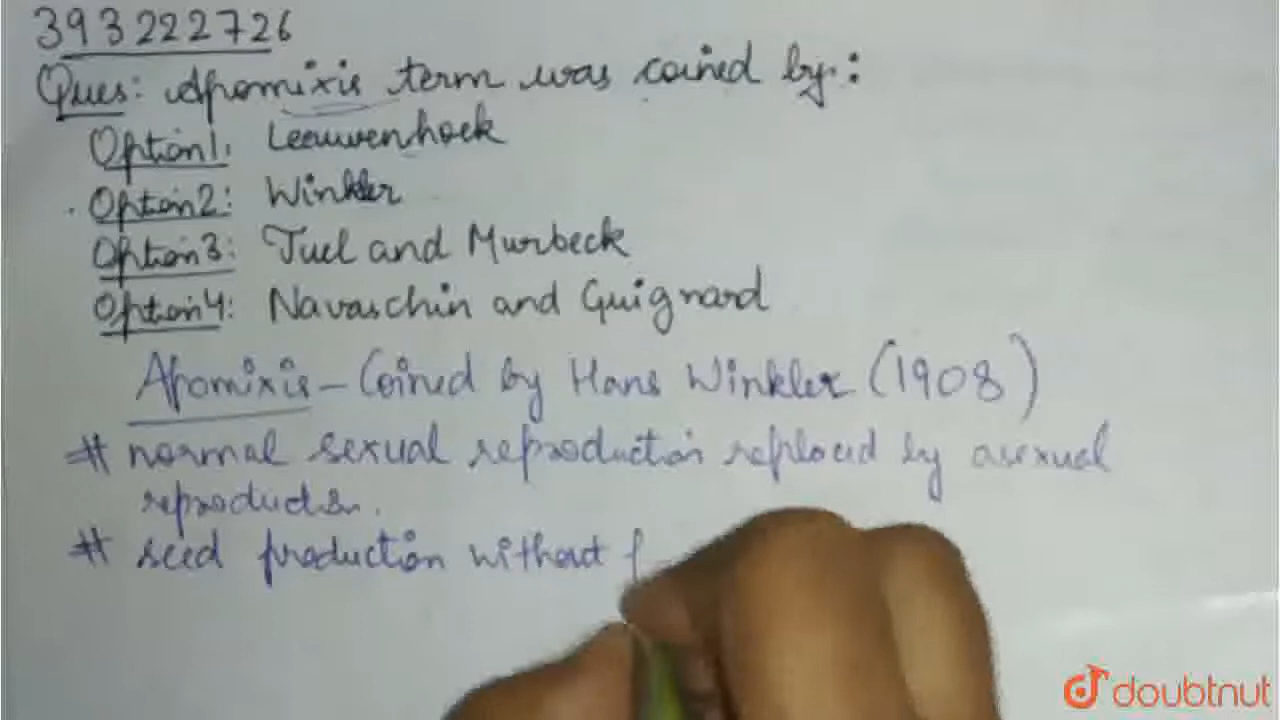 393222726
Ques: Apomixis term was coined by:
Option1: Leeuwenhoek
Option2: Winkler
Option3: Juel and Murbeck
Option4: Navaschin and Guignard
Apomixis - Coined by Hans Winkler (1908)
# normal sexual reproduction replaced by asexual
reproduction.
# seed production without f
doubtnut